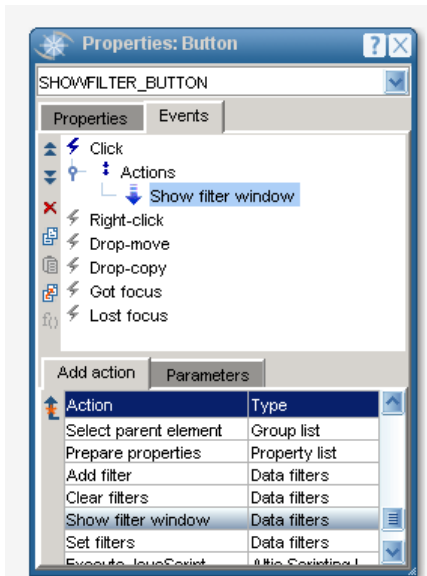 Properties: Button
?
SHOWFILTER_BUTTON
Properties Events
Click
Actions
Show filter window
Right-click
Drop-move
Drop-copy
Got focus
f() Lost focus
Add action Parameters
Action Type
Select parent element Group list
Prepare properties Property list
Add filter Data filters
Clear filters Data filters
Show filter window Data filters
Set filters Data filters